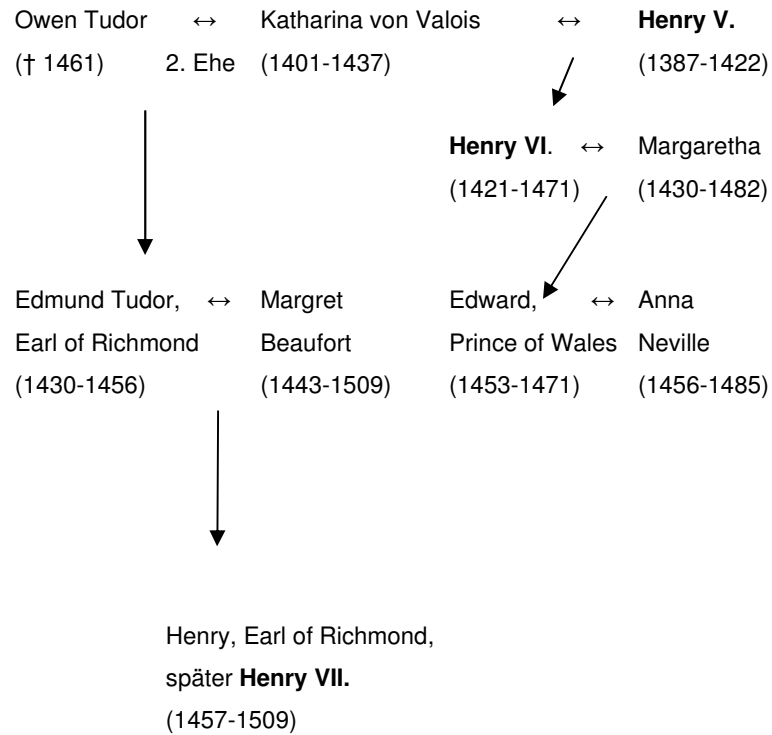 Owen Tudor ↔ Katharina von Valois ↔ Henry V.
(† 1461) 2. Ehe (1401-1437) (1387-1422)
Henry VI. ↔ Margaretha
(1421-1471) (1430-1482)
Edmund Tudor, ↔ Margret Edward, ↔ Anna
Earl of Richmond Beaufort Prince of Wales Neville
(1430-1456) (1443-1509) (1453-1471) (1456-1485)
Henry, Earl of Richmond,
später Henry VII.
(1457-1509)